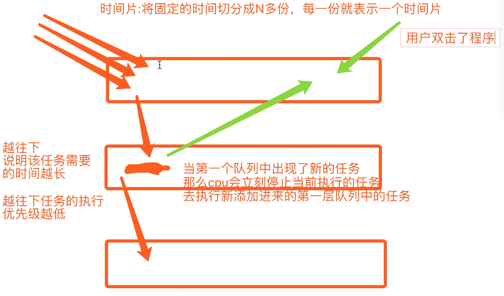 时间片:将固定的时间切分成N多份，每一份就表示一个时间片
用户双击了程序
越往下
说明该任务需要
的时间越长
越往下任务的执行
优先级越低
当第一个队列中出现了新的任务
那么cpu会立刻停止当前执行的任务
去执行新添加进来的第一层队列中的任务